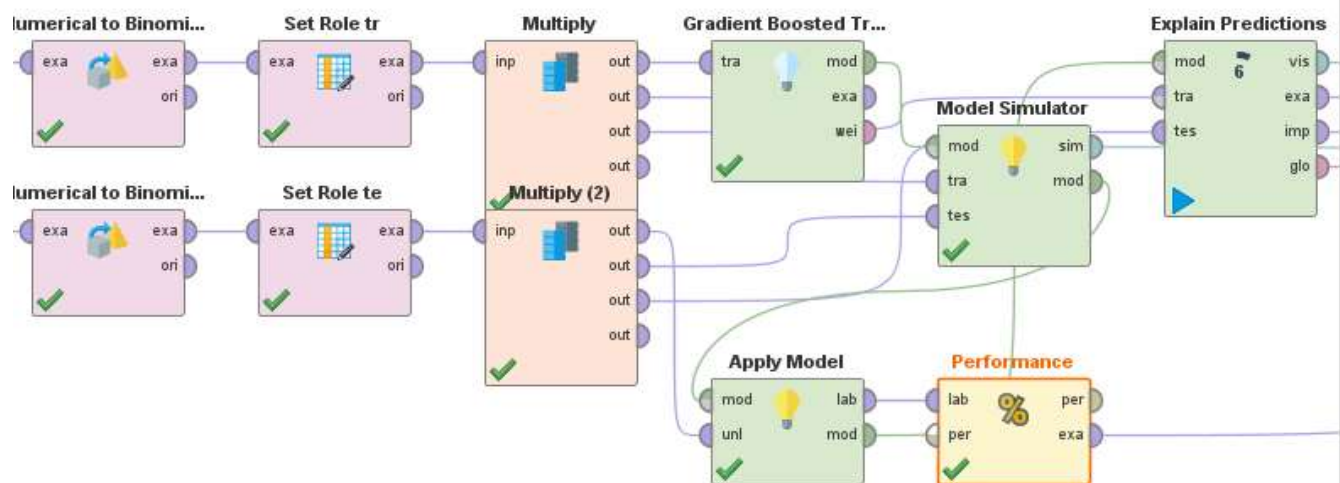 lumerical to Binomi...
exa exa
ori
Set Role tr
exa exa
ori
Multiply
inp out
out
out
out
Gradient Boosted Tr...
tra mod
exa
wei
Model Simulator
mod sim
tra mod
tes
Explain Predictions
6
mod vis
tra exa
tes imp
glo
lumerical to Binomi...
exa exa
ori
Set Role te
exa exa
ori
Multiply (2)
inp out
out
out
out
Apply Model
mod lab
unl mod
Performance
%
lab per
per exa